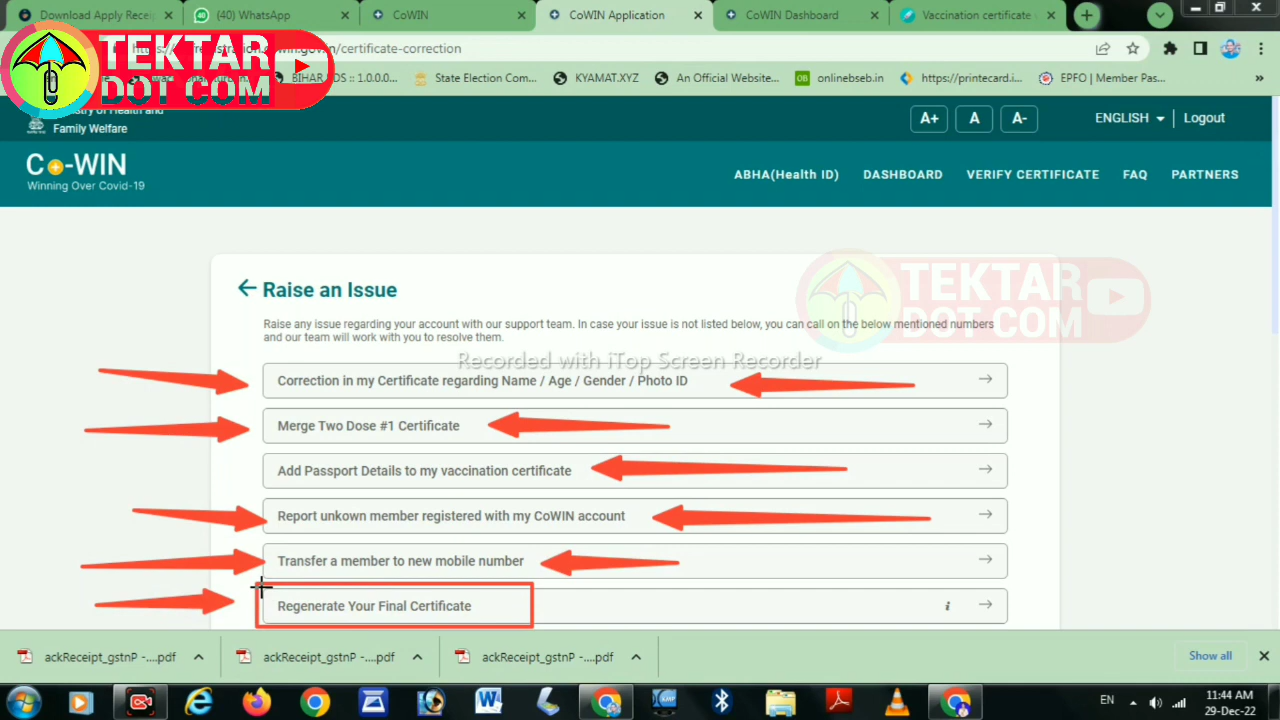 Download Apply Recei
(40) WhatsApp
CoWIN
CoWIN Application
CoWIN Dashboard
Vaccination certificate
/certificate-correction
TEKTAR
DOT COM
BIHAR
:: 1.0.0.0...
State Election Com...
KYAMAT.XYZ
An Official Website...
OB
onlinebseb.in
https://printecard.i...
EPFO | Member Pas...
»
Family Welfare
A+
A
A-
ENGLISH
Logout
Co-WIN
Winning Over Covid-19
ABHA(Health ID)
DASHBOARD
VERIFY CERTIFICATE
FAQ
PARTNERS
Raise an Issue
TEKTAR
DOT COM
Raise any issue regarding your account with our support team. In case your issue is not listed below, you can call on the below mentioned numbers
and our team will work with you to resolve them.
Recorded with iTop Screen Recorder
Correction in my Certificate regarding Name / Age / Gender / Photo ID
Merge Two Dose #1 Certificate
Add Passport Details to my vaccination certificate
Report unkown member registered with my CoWIN account
Transfer a member to new mobile number
Regenerate Your Final Certificate
i
ackReceipt_gstnP -....pdf
ackReceipt_gstnP -....pdf
ackReceipt_gstnP -....pdf
Show all
EN
11:44 AM
29-Dec-22